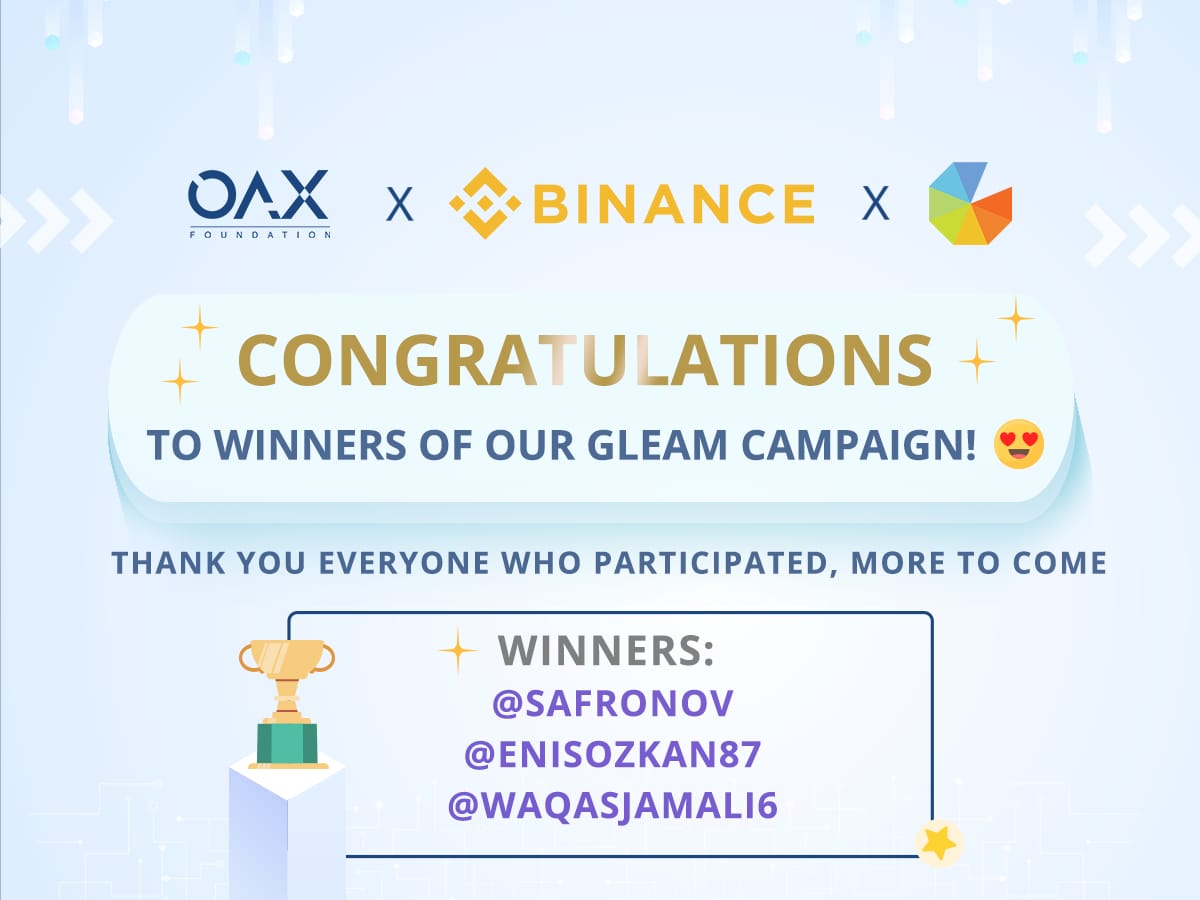 OAX X BINANCE X
FOUNDATION
CONGRATULATIONS
TO WINNERS OF OUR GLEAM CAMPAIGN!
THANK YOU EVERYONE WHO PARTICIPATED, MORE TO COME
WINNERS:
@SAFRONOV
@ENISOZKAN87
@WAQASJAMALI6